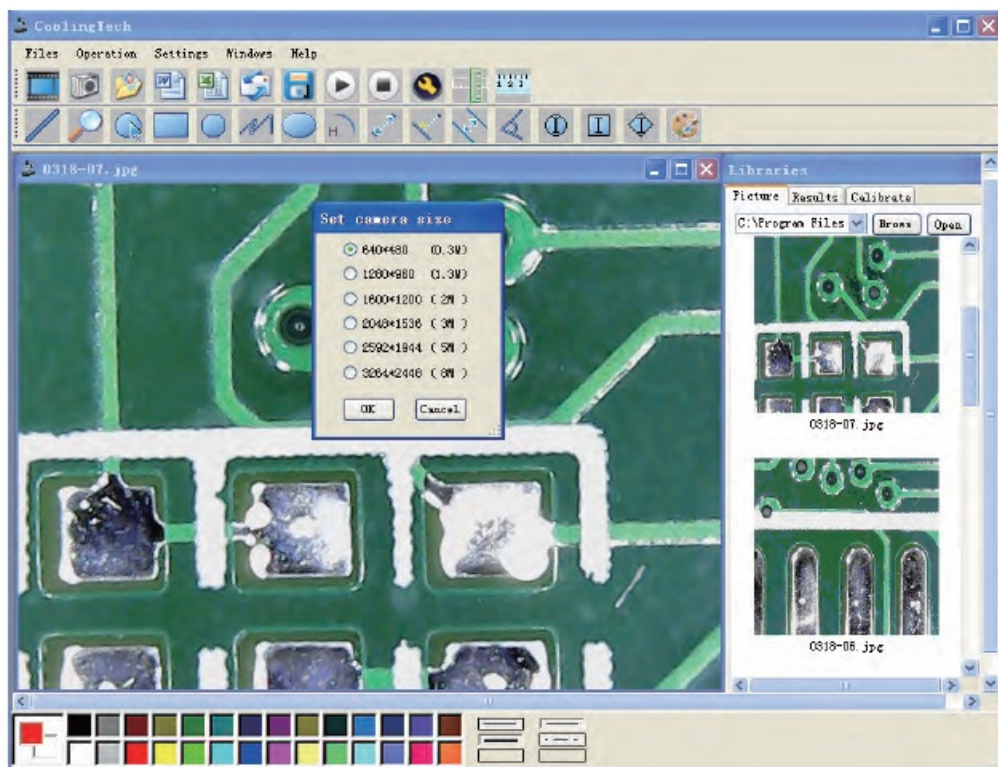 CoolingTech
Files Operation Settings Windows Help
0318-07.jpg
Libraries
Picture Results Calibrate
C:\Program Files Brows Open
Set camera size
640*480 (0.3M)
1280*960 (1.3M)
1600*1200 ( 2M )
2048*1536 ( 3M )
2592*1944 ( 5M )
3264*2448 ( 8M )
OK Cancel
0318-07.jpg
0318-06.jpg